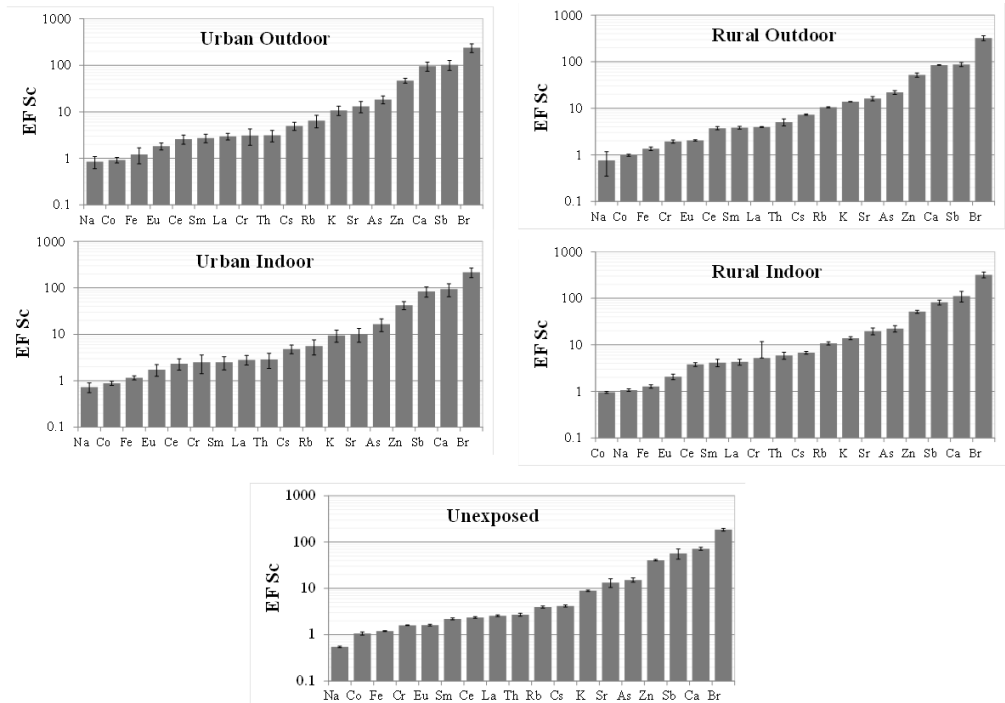 Urban Outdoor
EF Sc
1000
100
10
1
0.1
Na Co Fe Eu Ce Sm La Cr Th Cs Rb K Sr As Zn Ca Sb Br
Rural Outdoor
EF Sc
1000
100
10
1
0.1
Na Co Fe Cr Eu Ce Sm La Th Cs Rb K Sr As Zn Ca Sb Br
Urban Indoor
EF Sc
1000
100
10
1
0.1
Na Co Fe Eu Ce Cr Sm La Th Cs Rb K Sr As Zn Sb Ca Br
Rural Indoor
EF Sc
1000
100
10
1
0.1
Co Na Fe Eu Ce Sm La Cr Th Cs Rb K Sr As Zn Sb Ca Br
Unexposed
EF Sc
1000
100
10
1
0.1
Na Co Fe Cr Eu Sm Ce La Th Rb Cs K Sr As Zn Sb Ca Br